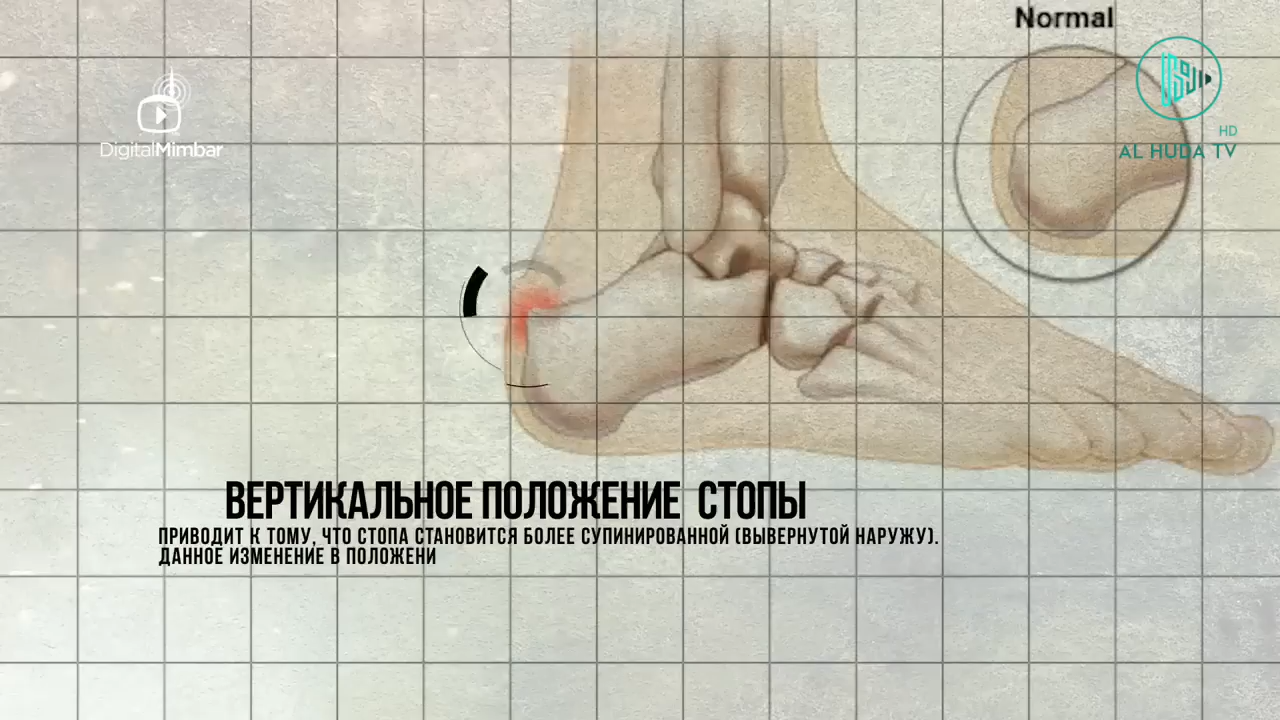 Normal
DigitalMimbar
HD
AL HUDA TV
ВЕРТИКАЛЬНОЕ ПОЛОЖЕНИЕ СТОПЫ
ПРИВОДИТ К ТОМУ, ЧТО СТОПА СТАНОВИТСЯ БОЛЕЕ СУПИНИРОВАННОЙ (ВЫВЕРНУТОЙ НАРУЖУ).
ДАННОЕ ИЗМЕНЕНИЕ В ПОЛОЖЕНИ